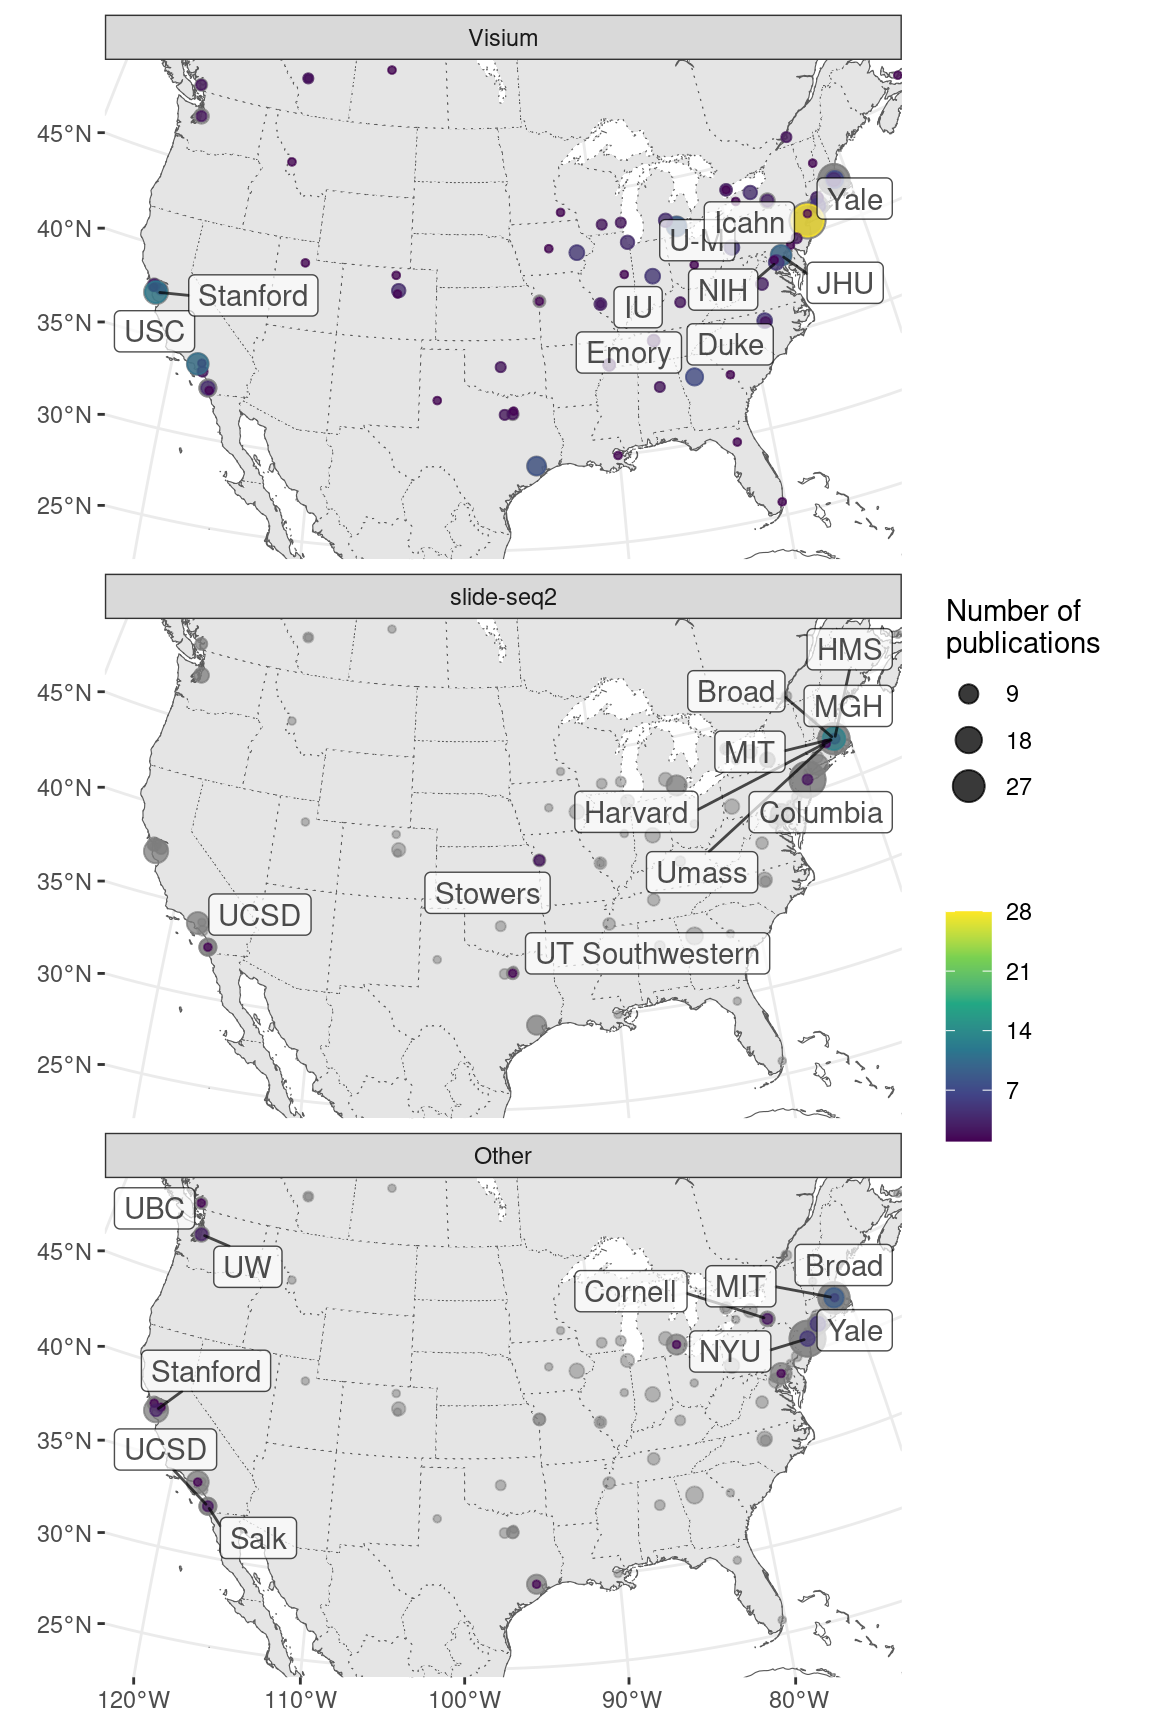 Visium
45°N
40°N
35°N
30°N
25°N
Yale
Icahn
U-M
NIH
JHU
Stanford
IU
USC
Emory
Duke
slide-seq2
45°N
40°N
35°N
30°N
25°N
HMS
Broad
MGH
MIT
Harvard
Columbia
Umass
Stowers
UCSD
UT Southwestern
Number of
publications
9
18
27
28
21
14
7
Other
45°N
40°N
35°N
30°N
25°N
UBC
UW
Broad
MIT
Cornell
Yale
NYU
Stanford
UCSD
Salk
120°W
110°W
100°W
90°W
80°W